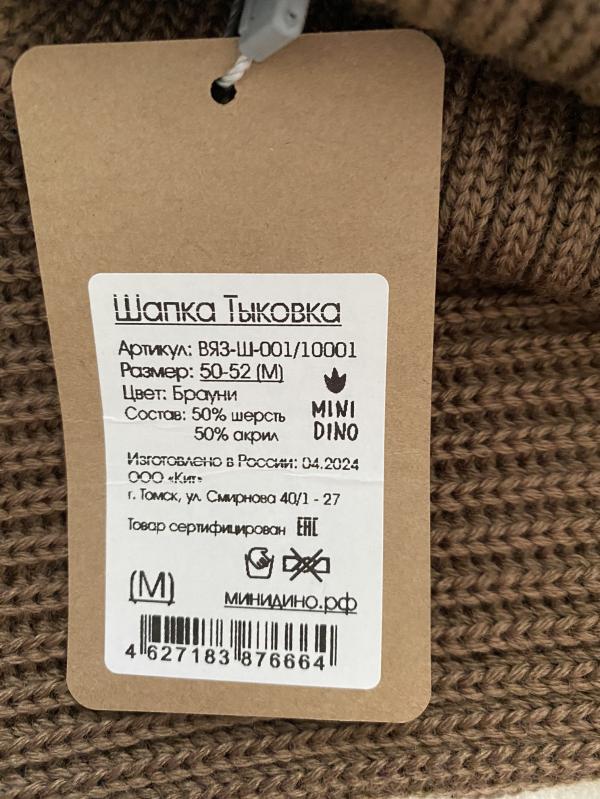 Шапка Тыковка
Артикул: ВЯЗ-Ш-001/10001
Размер: 50-52 (М)
Цвет: Брауни
Состав: 50% шерсть
50% акрил
MINI
DINO
Изготовлено в России: 04.2024
ООО «Кит»
г. Томск, ул. Смирнова 40/1 - 27
Товар сертифицирован EAC
(М)
минидино.рф
4 627183 876664